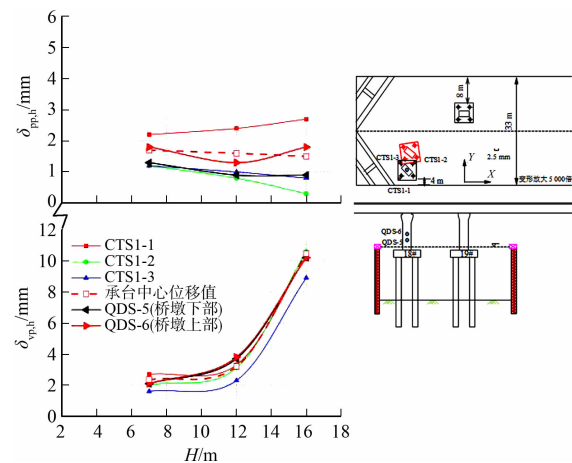 δpp,h/mm
6
5
4
3
2
1
0
δvp,h/mm
10
8
6
4
2
0
CTS1-1
CTS1-2
CTS1-3
承台中心位移值
QDS-5(桥墩下部)
QDS-6(桥墩上部)
2 4 6 8 10 12 14 16 18
H/m
8 m
33 m
CTS1-3
CTS1-2
CTS1-1
4 m
Y
X
2.5 mm
变形放大5 000倍
QDS-6
QDS-5
18#
19#